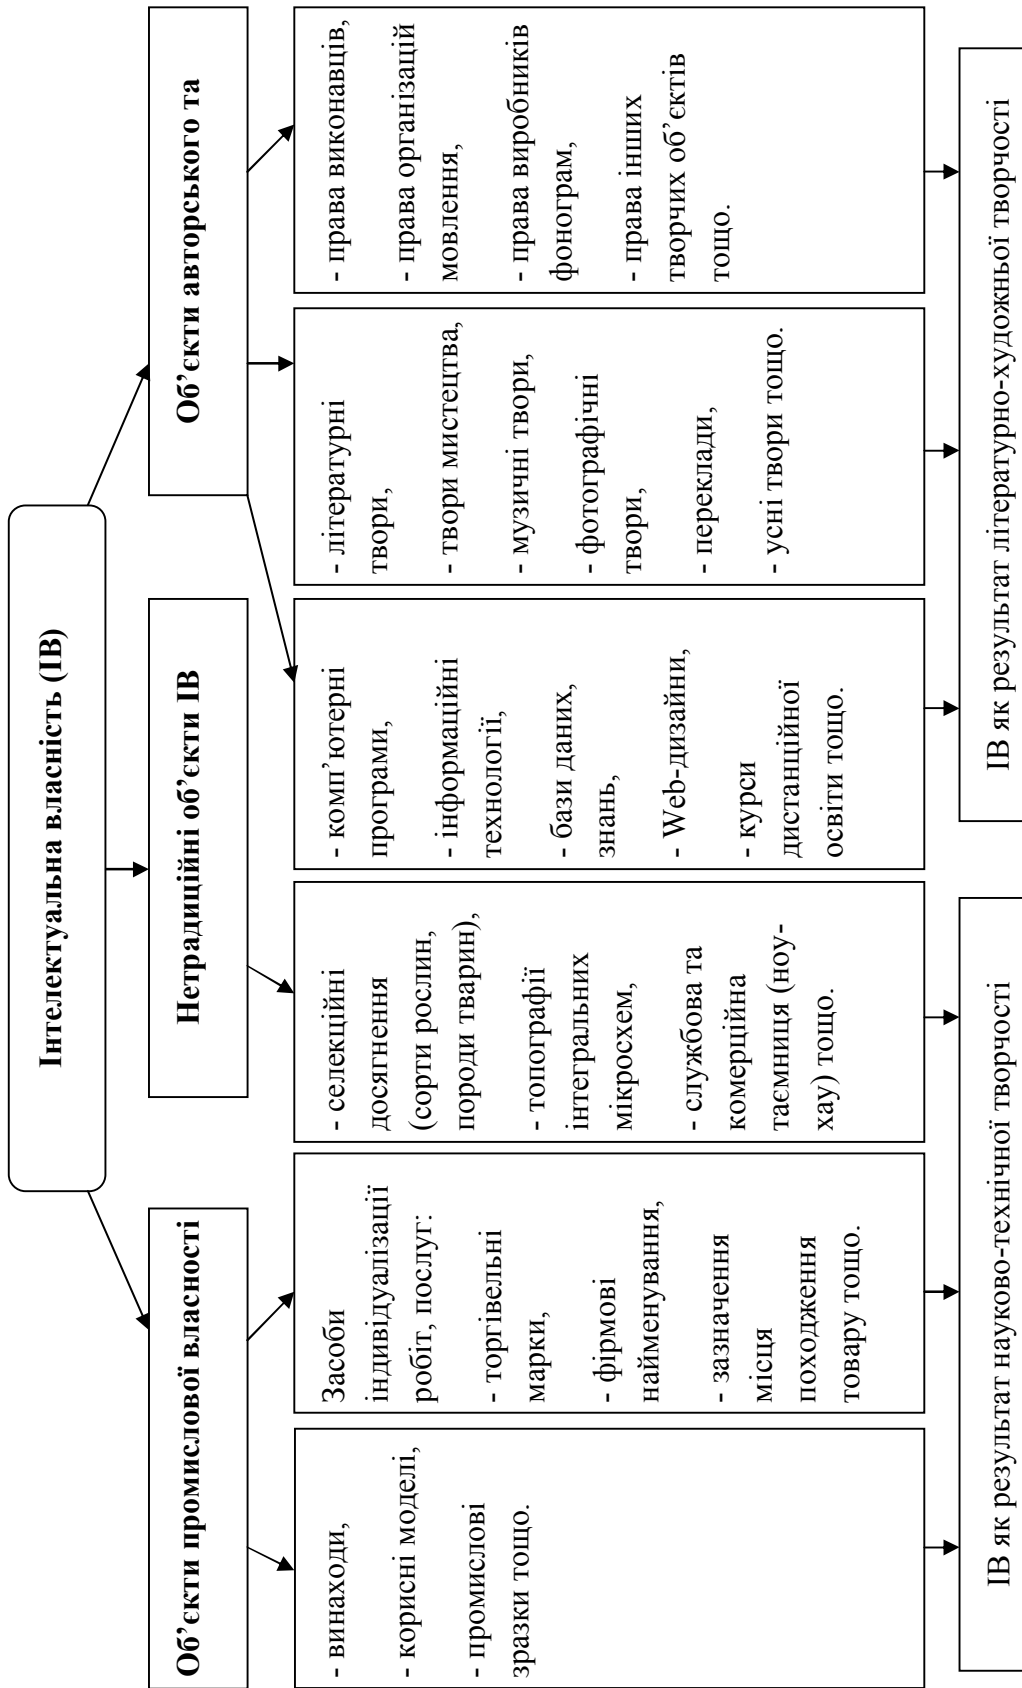 Інтелектуальна власність (ІВ)
Об’єкти промислової власності
Нетрадиційні об’єкти ІВ
Об’єкти авторського та
- винаходи,
- корисні моделі,
- промислові
зразки тощо.
Засоби
індивідуалізації
робіт, послуг:
- торгівельні
марки,
- фірмові
найменування,
- зазначення
місця
походження
товару тощо.
- селекційні
досягнення
(сорти рослин,
породи тварин),
- топографії
інтегральних
мікросхем,
- службова та
комерційна
таємниця (ноу-
хау) тощо.
- комп’ютерні
програми,
- інформаційні
технології,
- бази даних,
знань,
- Web-дизайни,
- курси
дистанційної
освіти тощо.
- літературні
твори,
- твори мистецтва,
- музичні твори,
- фотографічні
твори,
- переклади,
- усні твори тощо.
- права виконавців,
- права організацій
мовлення,
- права виробників
фонограм,
- права інших
творчих об’єктів
тощо.
ІВ як результат науково-технічної творчості
ІВ як результат літературно-художньої творчості